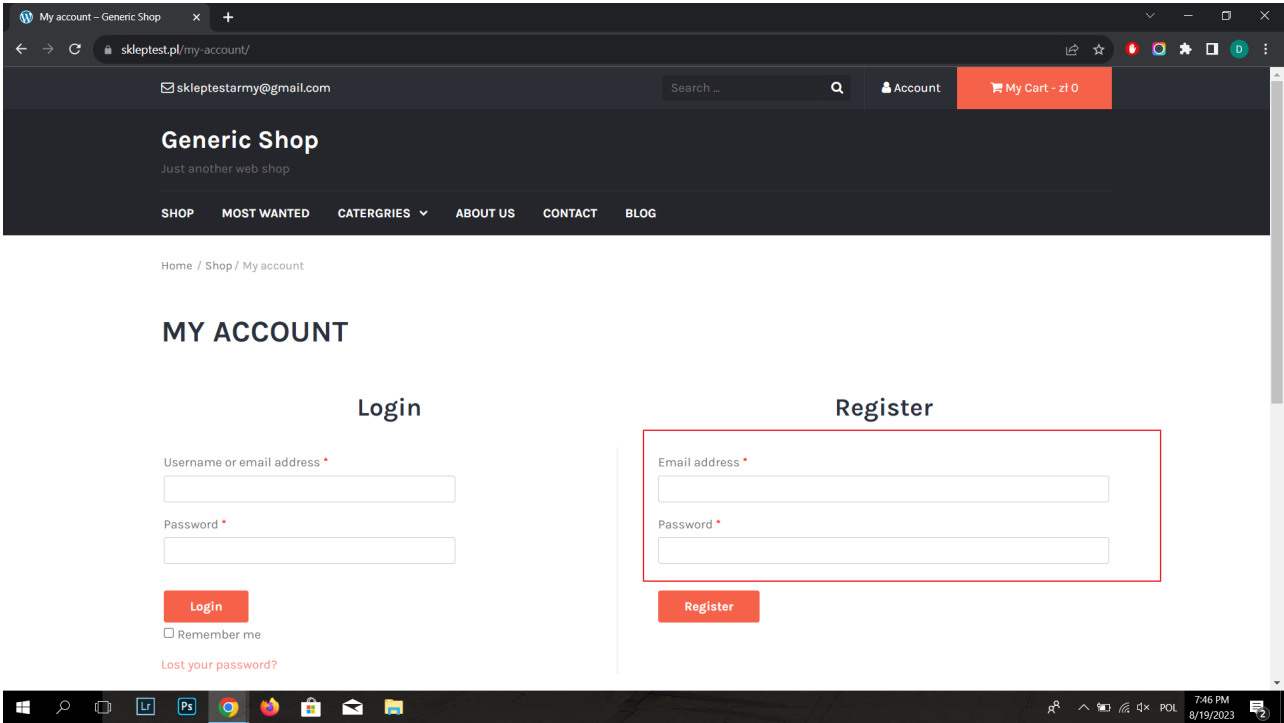 My account – Generic Shop
skleptest.pl/my-account/
D
skleptestarmy@gmail.com
Search …
Account
My Cart - zł 0
Generic Shop
Just another web shop
SHOP MOST WANTED CATERGRIES ABOUT US CONTACT BLOG
Home / Shop / My account
MY ACCOUNT
Login
Username or email address *
Password *
Login
Remember me
Lost your password?
Register
Email address *
Password *
Register
Lr Ps
POL
7:46 PM
8/19/2023
2